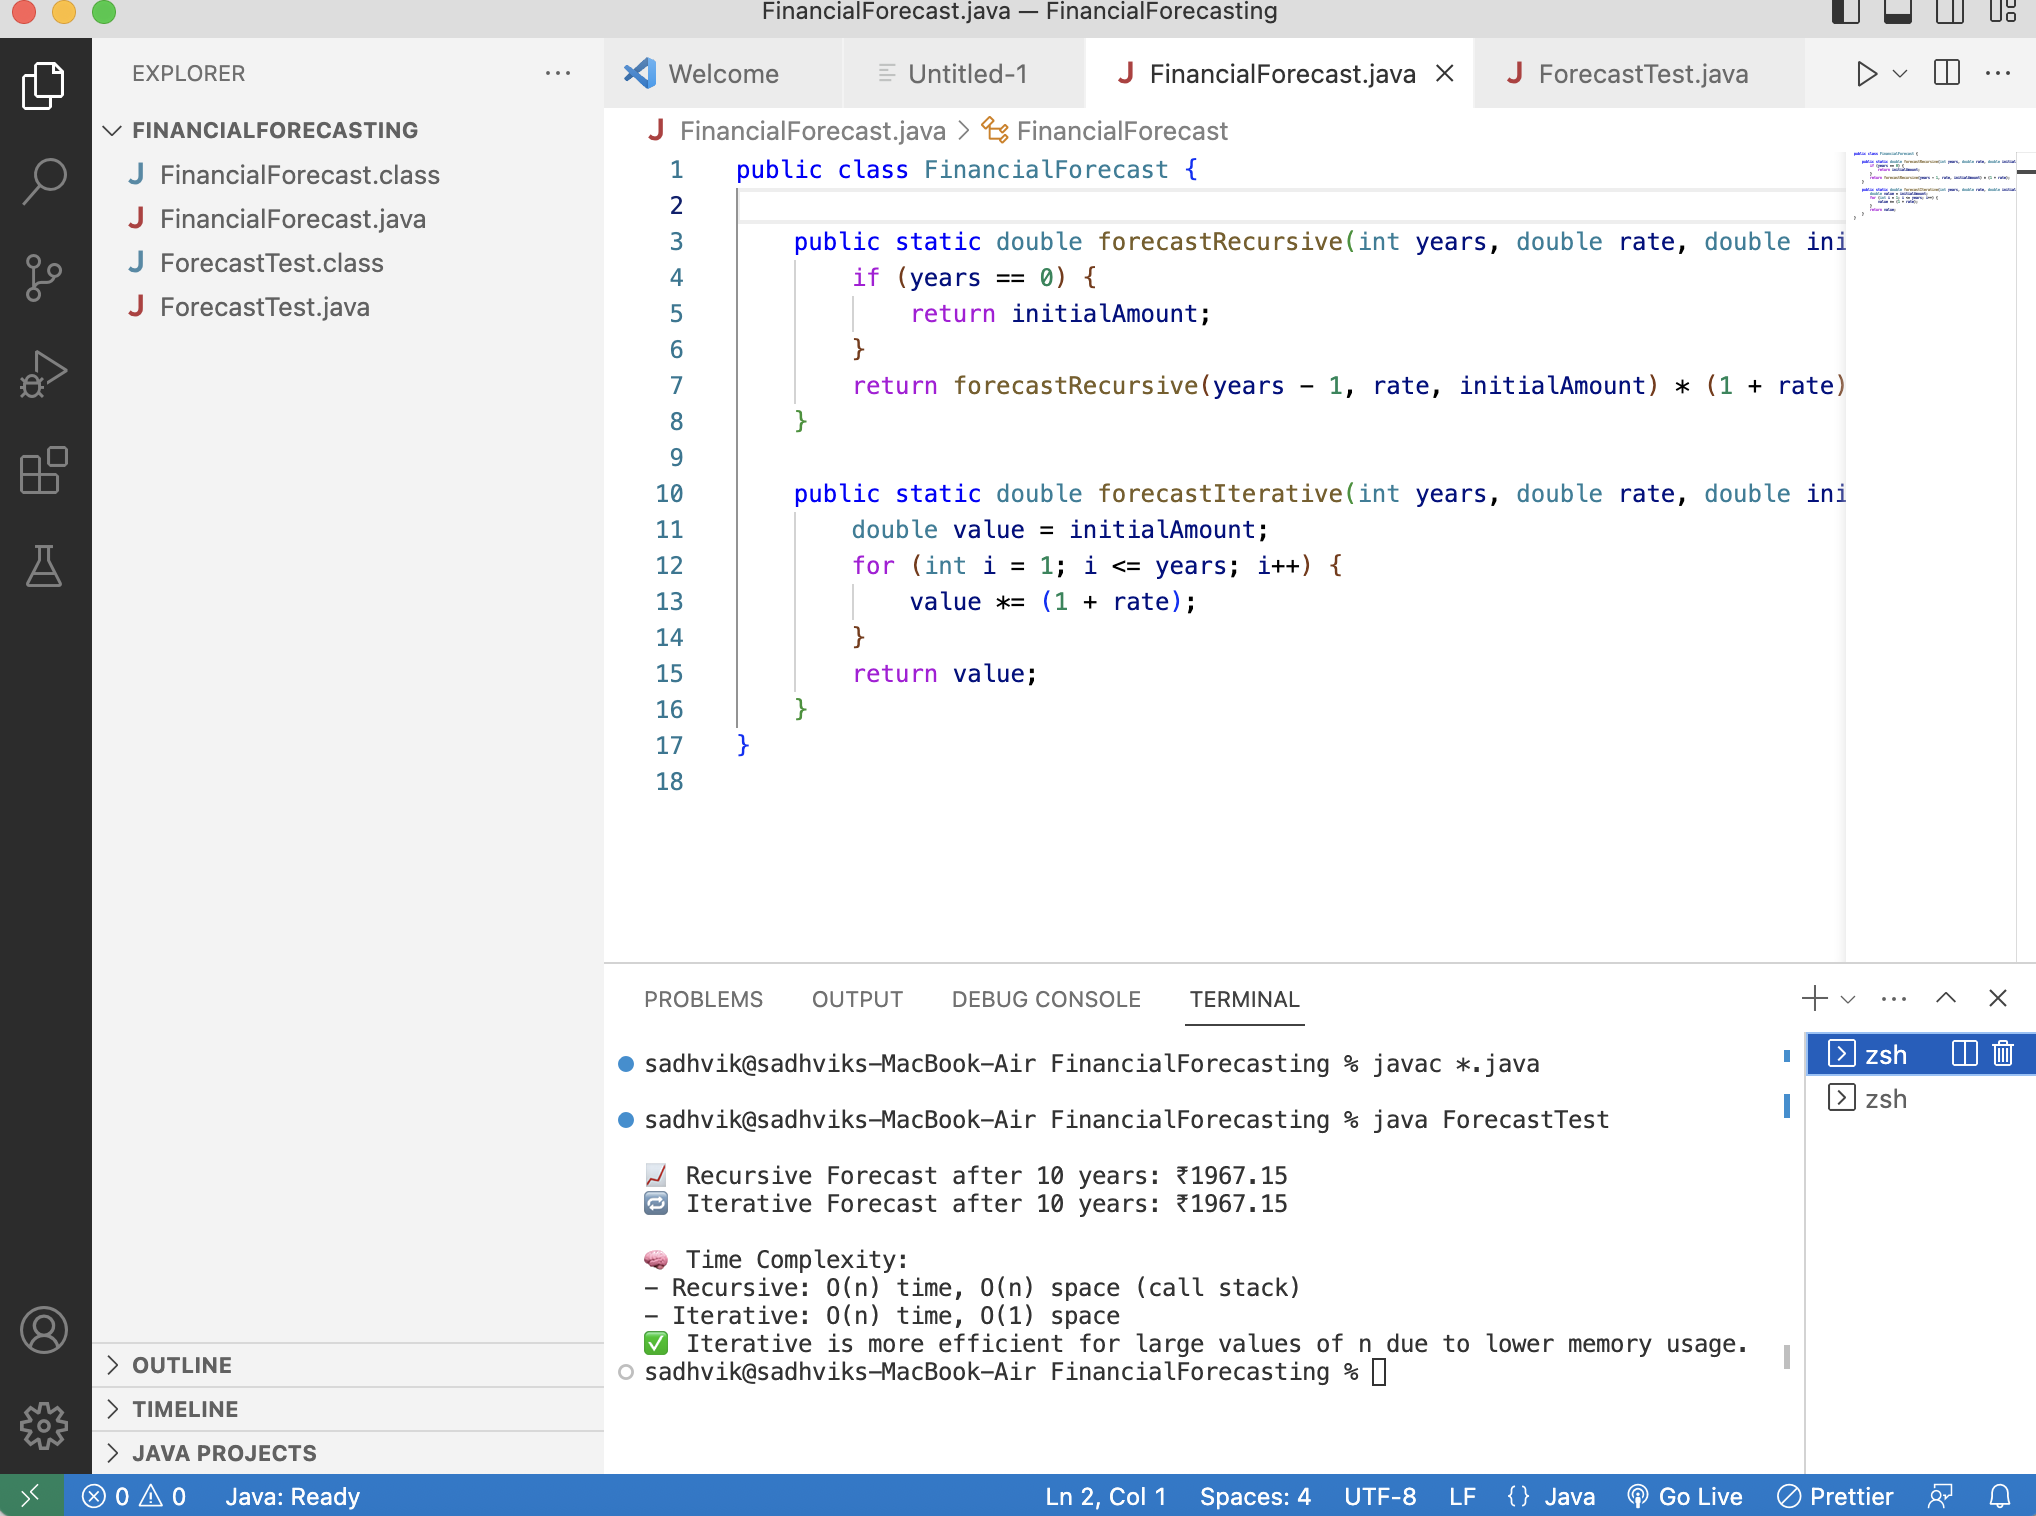 FinancialForecast.java — FinancialForecasting
EXPLORER
FINANCIALFORECASTING
FinancialForecast.class
FinancialForecast.java
ForecastTest.class
ForecastTest.java
OUTLINE
TIMELINE
JAVA PROJECTS
Welcome
Untitled-1
FinancialForecast.java
ForecastTest.java
FinancialForecast.java > FinancialForecast
1 public class FinancialForecast {
2
3 public static double forecastRecursive(int years, double rate, double ini
4 if (years == 0) {
5 return initialAmount;
6 }
7 return forecastRecursive(years - 1, rate, initialAmount) * (1 + rate)
8 }
9
10 public static double forecastIterative(int years, double rate, double ini
11 double value = initialAmount;
12 for (int i = 1; i <= years; i++) {
13 value *= (1 + rate);
14 }
15 return value;
16 }
17 }
18
PROBLEMS OUTPUT DEBUG CONSOLE TERMINAL
sadhvik@sadhviks-MacBook-Air FinancialForecasting % javac *.java
sadhvik@sadhviks-MacBook-Air FinancialForecasting % java ForecastTest
📈 Recursive Forecast after 10 years: ₹1967.15
🔁 Iterative Forecast after 10 years: ₹1967.15
🧠 Time Complexity:
- Recursive: O(n) time, O(n) space (call stack)
- Iterative: O(n) time, O(1) space
✅ Iterative is more efficient for large values of n due to lower memory usage.
sadhvik@sadhviks-MacBook-Air FinancialForecasting %
zsh
zsh
0 0 Java: Ready
Ln 2, Col 1 Spaces: 4 UTF-8 LF {} Java Go Live Prettier